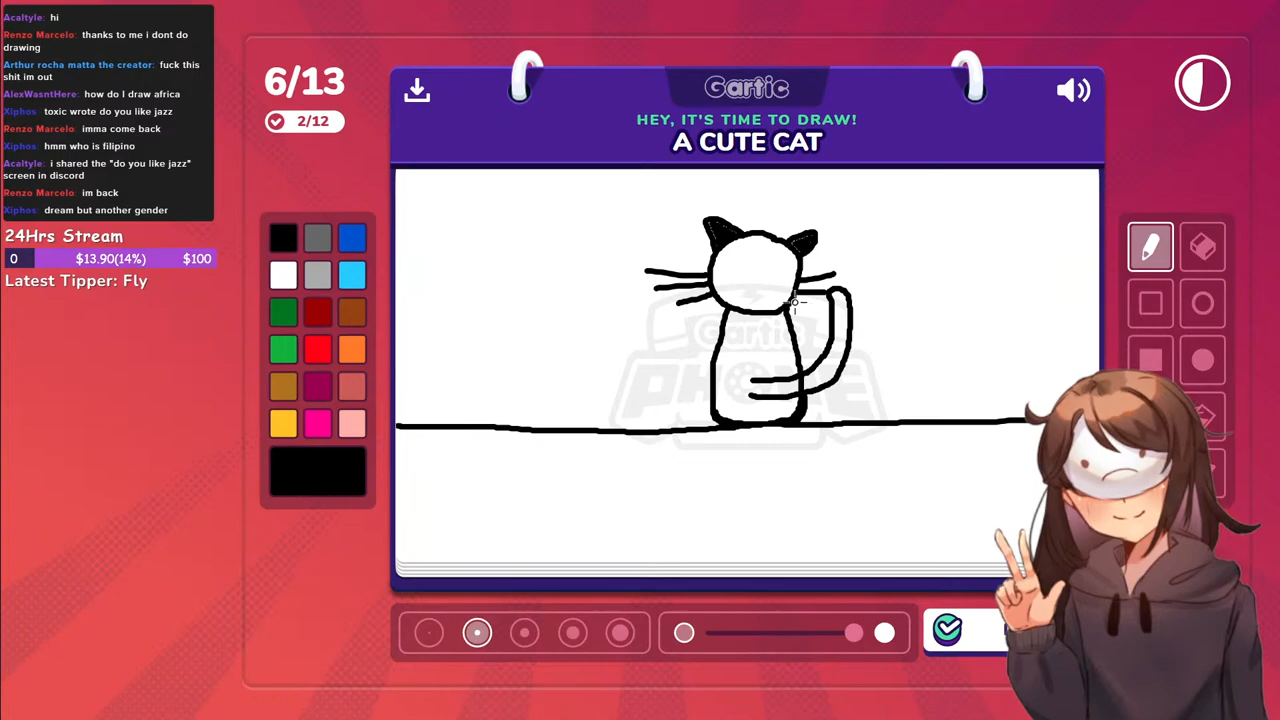 Acaltyle: hi
Renzo Marcelo: thanks to me i dont do
drawing
Arthur rocha matta the creator: fuck this
shit im out
AlexWasntHere: how do I draw africa
Xiphos: toxic wrote do you like jazz
Renzo Marcelo: imma come back
Xiphos: hmm who is filipino
Acaltyle: i shared the "do you like jazz"
screen in discord
Renzo Marcelo: im back
Xiphos: dream but another gender
24Hrs Stream
0 $13.90(14%) $100
Latest Tipper: Fly
6/13
2/12
Gartic
HEY, IT'S TIME TO DRAW!
A CUTE CAT
Gartic
PHONE